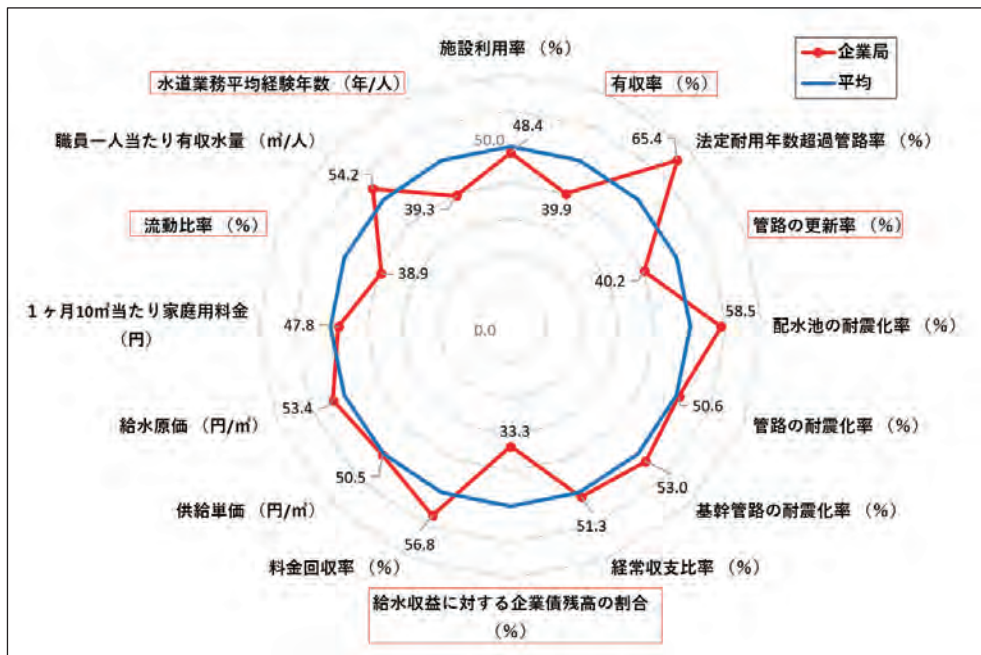 施設利用率 （%）
企業局
平均
水道業務平均経験年数 （年/人）
有収率 （%）
職員一人当たり有収水量 （㎥/人）
50.0
48.4
65.4
法定耐用年数超過管路率 （%）
54.2
39.3
39.9
流動比率 （%）
管路の更新率 （%）
38.9
40.2
１ヶ月10㎥当たり家庭用料金
（円）
47.8
0.0
58.5
配水池の耐震化率 （%）
給水原価 （円/㎥）
53.4
50.6
管路の耐震化率 （%）
33.3
供給単価 （円/㎥）
50.5
53.0
基幹管路の耐震化率 （%）
56.8
51.3
料金回収率 （%）
経常収支比率 （%）
給水収益に対する企業債残高の割合
（%）